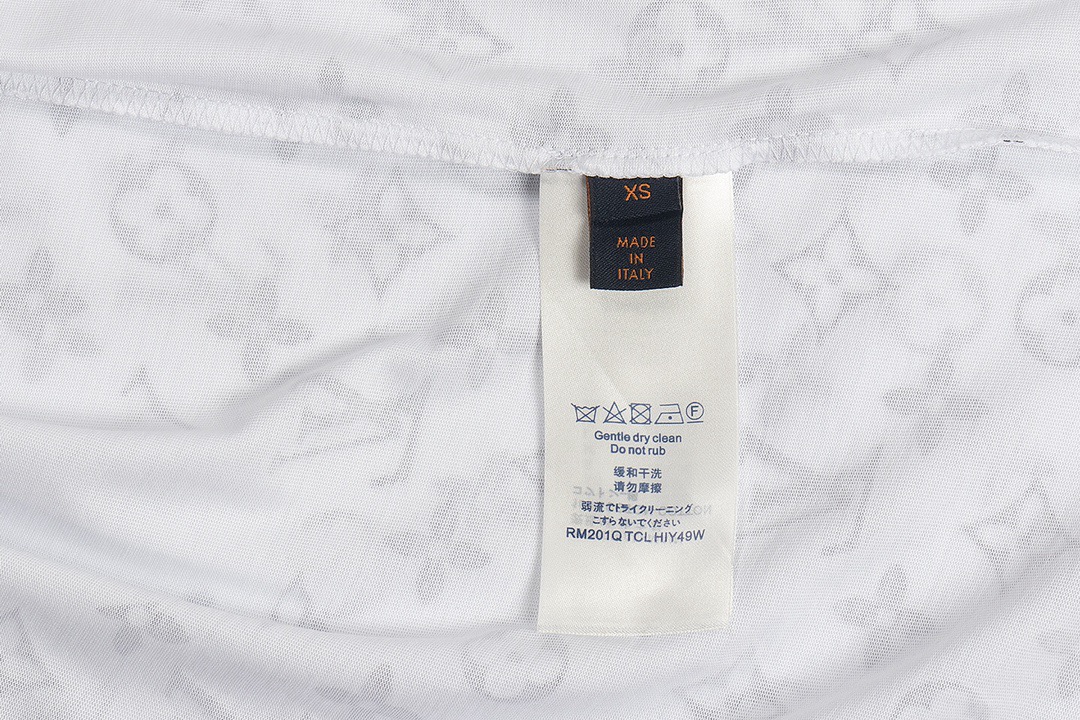 XS
MADE
IN
ITALY
Gentle dry clean
Do not rub
缓和干洗
请勿摩擦
弱流でドライクリーニング
こすらないでください
RM201Q TCL HIY49W